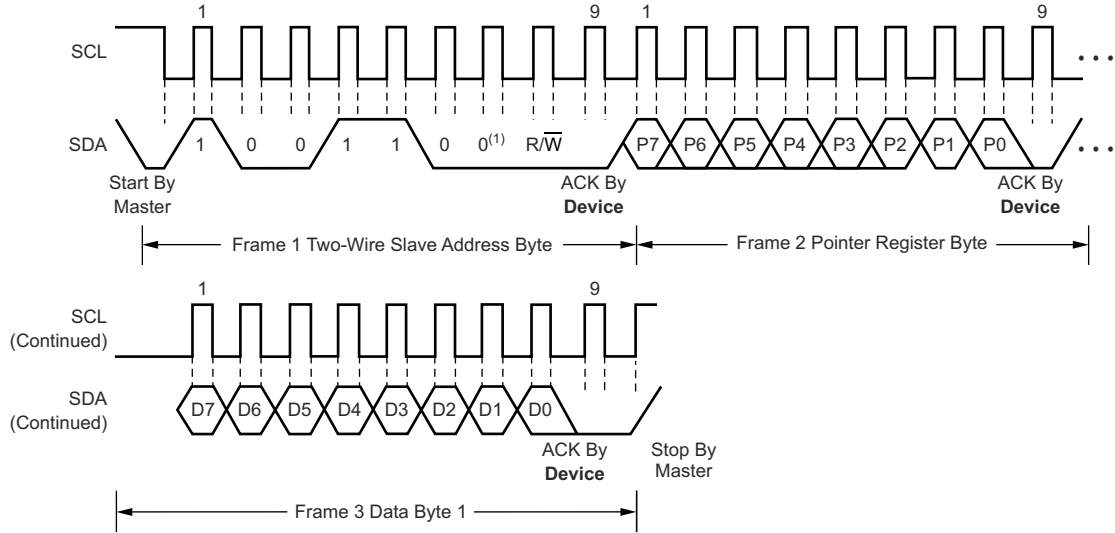 1 9 1 9
SCL
SDA 1 0 0 1 1 0 0(1) R/W̅ P7 P6 P5 P4 P3 P2 P1 P0
Start By
Master
ACK By
Device
ACK By
Device
Frame 1 Two-Wire Slave Address Byte
Frame 2 Pointer Register Byte
1 9
SCL
(Continued)
SDA
(Continued)
D7 D6 D5 D4 D3 D2 D1 D0
ACK By
Device
Stop By
Master
Frame 3 Data Byte 1